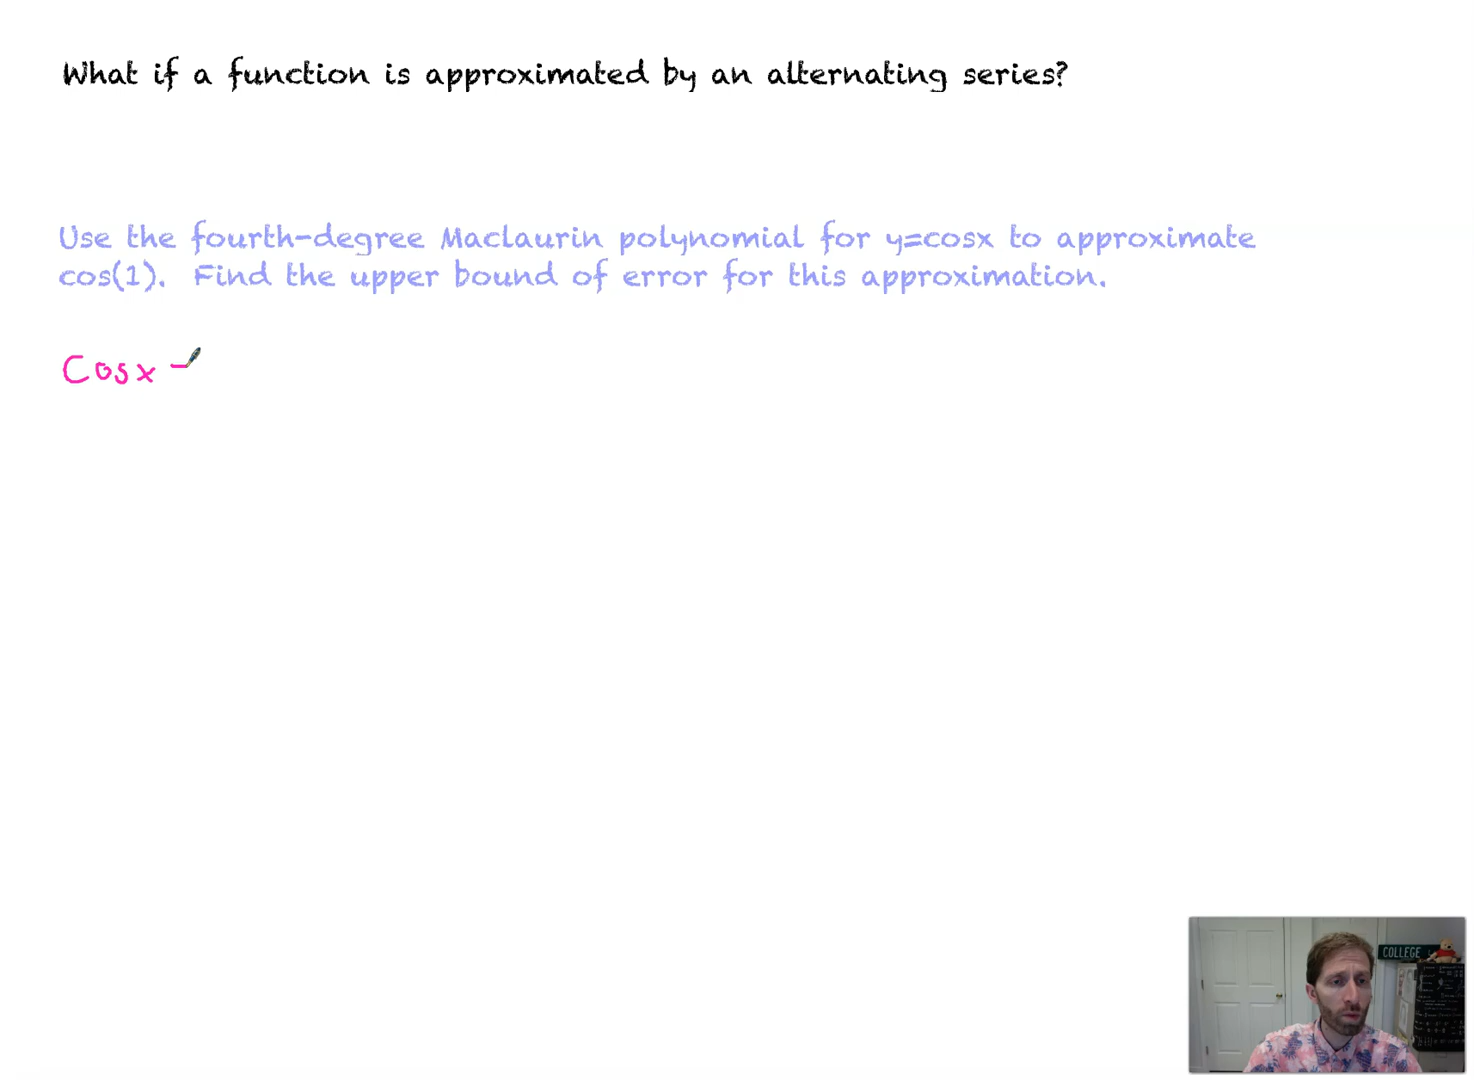 What if a function is approximated by an alternating series?
Use the fourth-degree Maclaurin polynomial for y=cosx to approximate
cos(1). Find the upper bound of error for this approximation.
Cosx -
COLLEGE